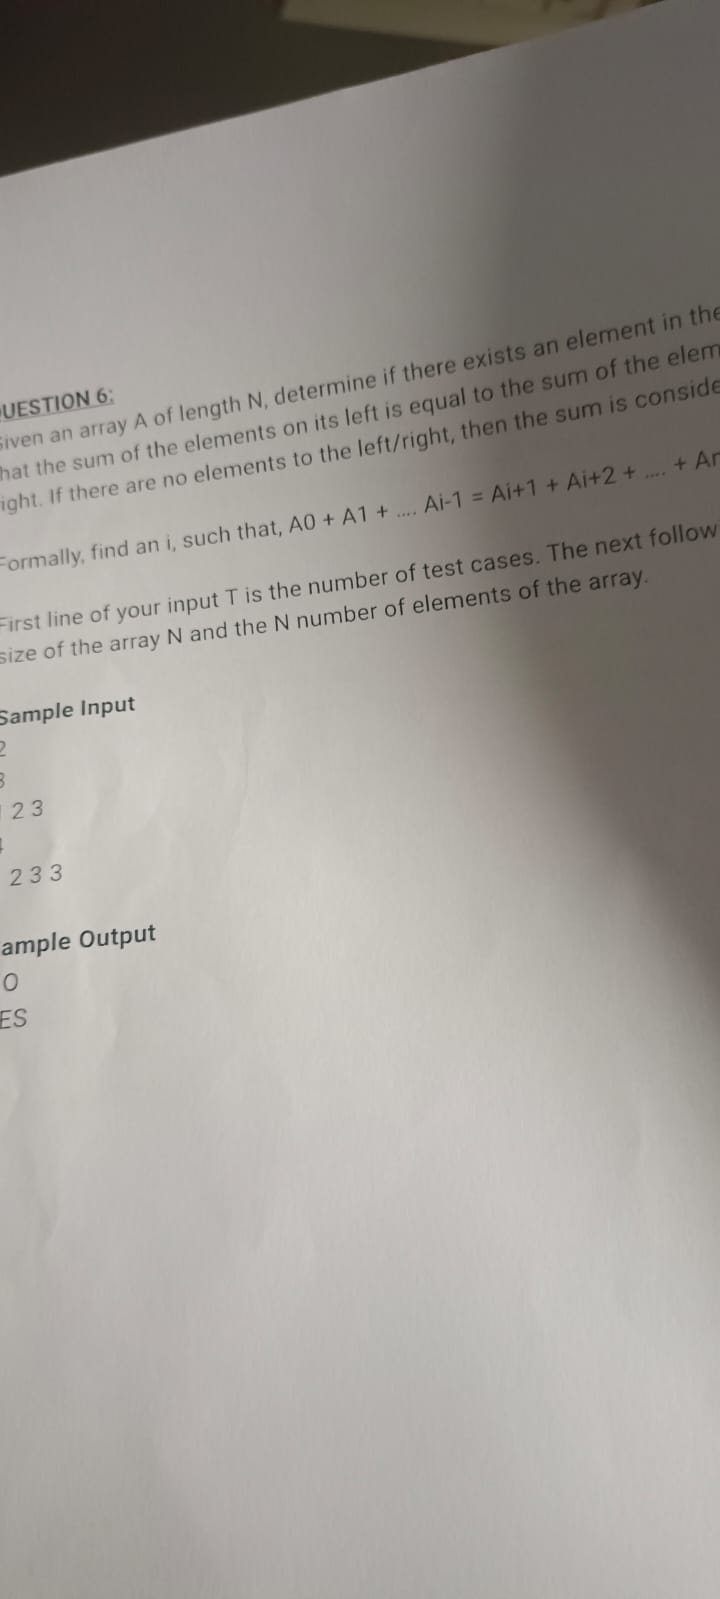 UESTION 6:
Given an array A of length N, determine if there exists an element in the
hat the sum of the elements on its left is equal to the sum of the elem
ight. If there are no elements to the left/right, then the sum is conside
Formally, find an i, such that, A0 + A1 + .... Ai-1 = Ai+1 + Ai+2 + .... + An
First line of your input T is the number of test cases. The next follow
size of the array N and the N number of elements of the array.
Sample Input
2
3
2 3
2 3 3
ample Output
O
ES